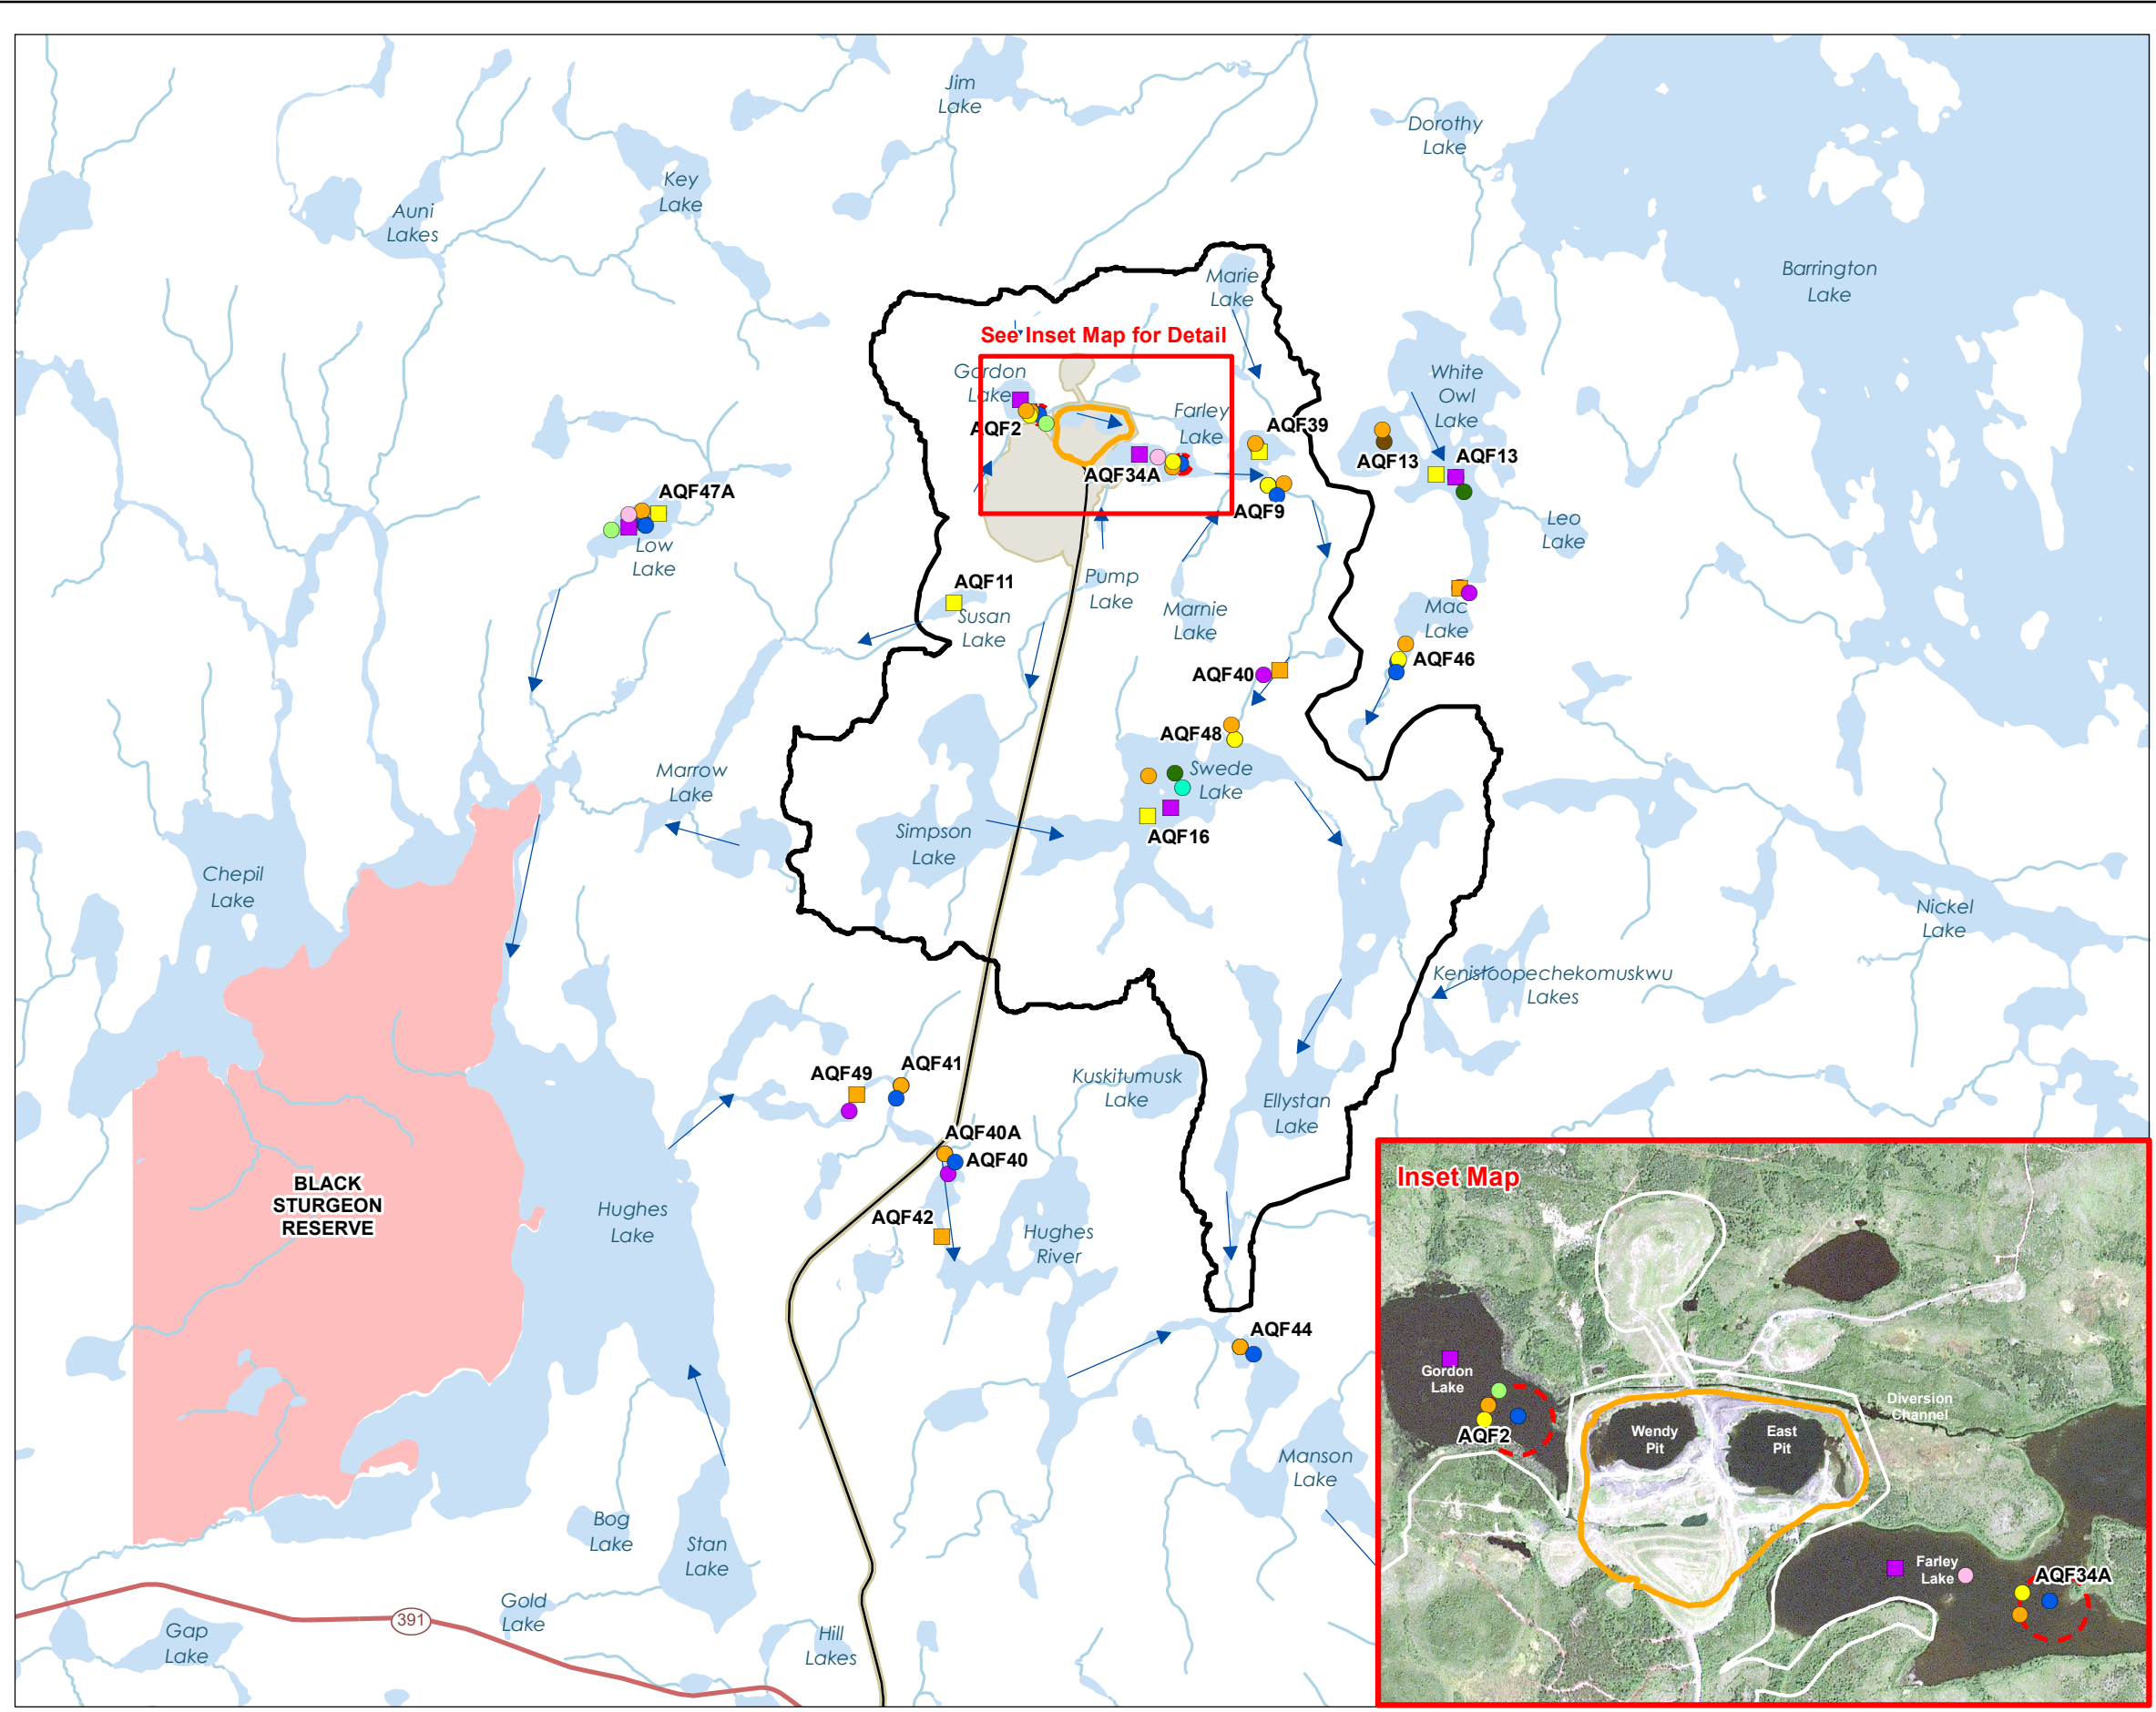 Jim
Lake
Dorothy
Lake
Key
Lake
Auni
Lakes
Barrington
Lake
Marie
Lake
See Inset Map for Detail
Gordon
Lake
White
Owl
Lake
Farley
Lake
AQF2
AQF39
AQF13
AQF13
AQF34A
AQF47A
AQF9
Leo
Lake
Low
Lake
AQF11
Susan
Lake
Pump
Lake
Marnie
Lake
Mac
Lake
AQF46
AQF40
AQF48
Marrow
Lake
Swede
Lake
Simpson
Lake
AQF16
Chepil
Lake
Nickel
Lake
Kenistoopechekomuskwu
Lakes
AQF49
AQF41
Kuskitumusk
Lake
Ellystan
Lake
AQF40A
AQF40
BLACK
STURGEON
RESERVE
Hughes
Lake
AQF42
Hughes
River
AQF44
Manson
Lake
Bog
Lake
Stan
Lake
Gold
Lake
391
Gap
Lake
Hill
Lakes
Inset Map
Gordon
Lake
AQF2
Wendy
Pit
East
Pit
Diversion
Channel
Farley
Lake
AQF34A